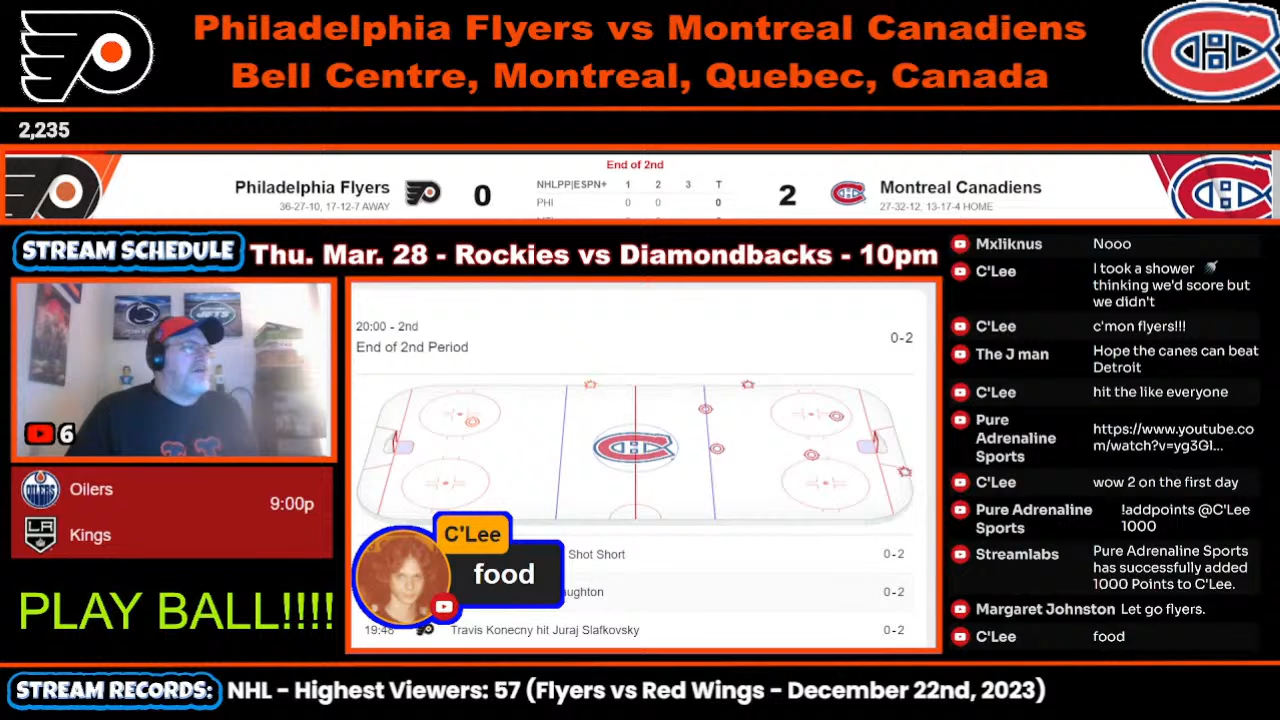 Philadelphia Flyers vs Montreal Canadiens
Bell Centre, Montreal, Quebec, Canada
2,235
End of 2nd
Philadelphia Flyers
36-27-10, 17-12-7 AWAY
0
NHLPP|ESPN+ 1 2 3 T
PHI 0 0 0
2
Montreal Canadiens
27-32-12, 13-17-4 HOME
STREAM SCHEDULE
Thu. Mar. 28 - Rockies vs Diamondbacks - 10pm
JETS
6
OILERS
Oilers
9:00p
LA
KINGS
Kings
PLAY BALL!!!!
20:00 - 2nd
End of 2nd Period
0-2
Shot Short
0-2
0-2
19:48
Travis Konecny hit Juraj Slafkovsky
0-2
C'Lee
food
Mxliknus Nooo
C'Lee I took a shower
thinking we'd score but
we didn't
C'Lee c'mon flyers!!!
The J man Hope the canes can beat
Detroit
C'Lee hit the like everyone
Pure
Adrenaline
Sports
https://www.youtube.co
m/watch?v=yg3GI...
C'Lee wow 2 on the first day
Pure Adrenaline
Sports
!addpoints @C'Lee
1000
Streamlabs Pure Adrenaline Sports
has successfully added
1000 Points to C'Lee.
Margaret Johnston Let go flyers.
C'Lee food
STREAM RECORDS:
NHL - Highest Viewers: 57 (Flyers vs Red Wings - December 22nd, 2023)